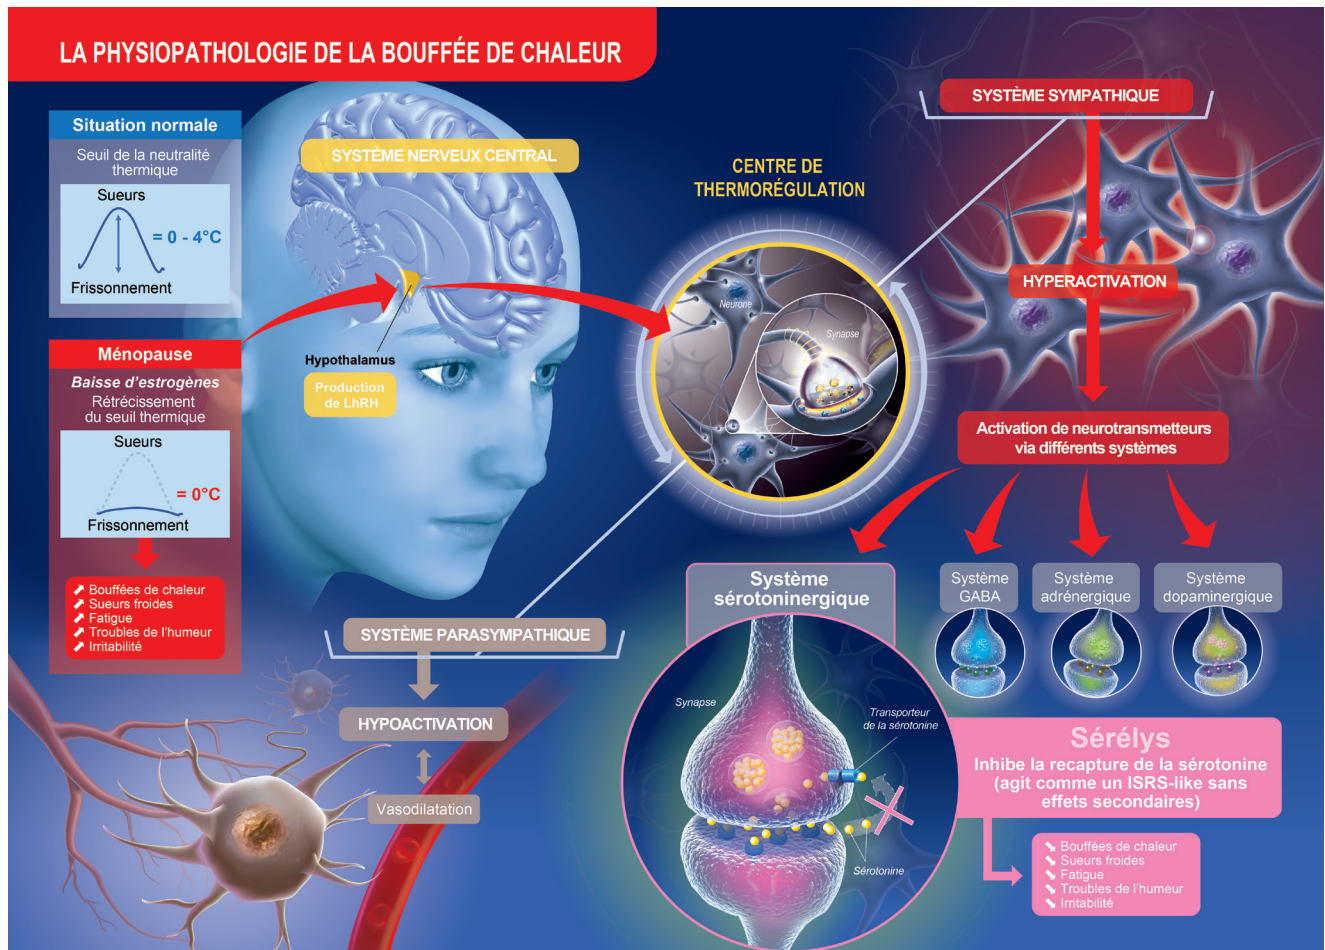 LA PHYSIOPATHOLOGIE DE LA BOUFFÉE DE CHALEUR
Situation normale
Seuil de la neutralité
thermique
Sueurs
= 0 - 4°C
Frissonnement
Ménopause
Baisse d'estrogènes
Rétrécissement
du seuil thermique
Sueurs
= 0°C
Frissonnement
Bouffées de chaleur
Sueurs froides
Fatigue
Troubles de l'humeur
Irritabilité
SYSTÈME NERVEUX CENTRAL
Hypothalamus
Production
de LhRH
CENTRE DE
THERMORÉGULATION
Neurone
Synapse
SYSTÈME SYMPATHIQUE
HYPERACTIVATION
Activation de neurotransmetteurs
via différents systèmes
SYSTÈME PARASYMPATHIQUE
HYPOACTIVATION
Vasodilatation
Système
sérotoninergique
Système
GABA
Système
adrénergique
Système
dopaminergique
Synapse
Transporteur
de la sérotonine
Sérotonine
Sérélys
Inhibe la recapture de la sérotonine
(agit comme un ISRS-like sans
effets secondaires)
Bouffées de chaleur
Sueurs froides
Fatigue
Troubles de l'humeur
Irritabilité